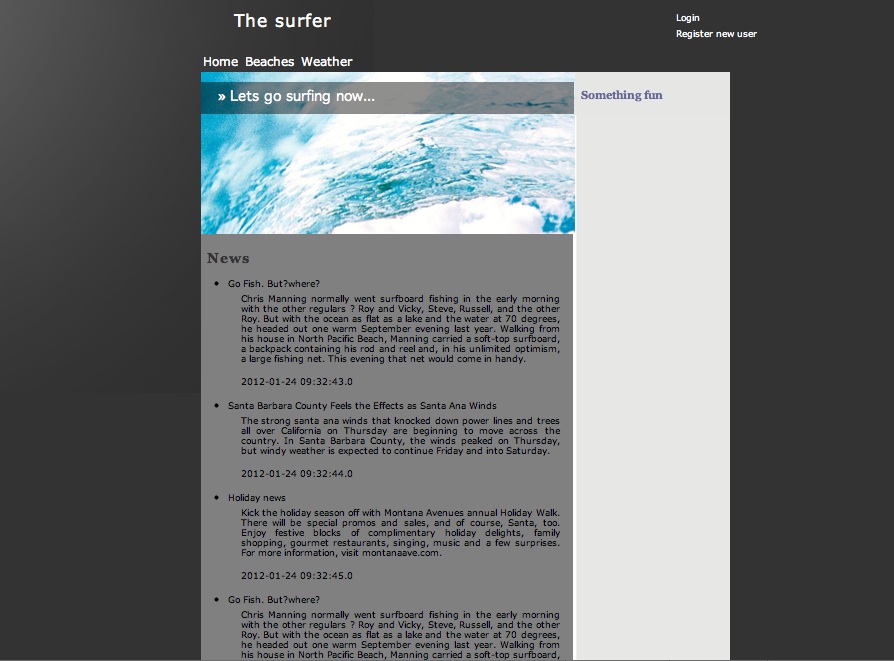 The surfer
Login
Register new user
Home Beaches Weather
» Lets go surfing now...
Something fun
News
• Go Fish. But?where?
Chris Manning normally went surfboard fishing in the early morning
with the other regulars ? Roy and Vicky, Steve, Russell, and the other
Roy. But with the ocean as flat as a lake and the water at 70 degrees,
he headed out one warm September evening last year. Walking from
his house in North Pacific Beach, Manning carried a soft-top surfboard,
a backpack containing his rod and reel and, in his unlimited optimism,
a large fishing net. This evening that net would come in handy.
2012-01-24 09:32:43.0
• Santa Barbara County Feels the Effects as Santa Ana Winds
The strong santa ana winds that knocked down power lines and trees
all over California on Thursday are beginning to move across the
country. In Santa Barbara County, the winds peaked on Thursday,
but windy weather is expected to continue Friday and into Saturday.
2012-01-24 09:32:44.0
• Holiday news
Kick the holiday season off with Montana Avenues annual Holiday Walk.
There will be special promos and sales, and of course, Santa, too.
Enjoy festive blocks of complimentary holiday delights, family
shopping, gourmet restaurants, singing, music and a few surprises.
For more information, visit montanaave.com.
2012-01-24 09:32:45.0
• Go Fish. But?where?
Chris Manning normally went surfboard fishing in the early morning
with the other regulars ? Roy and Vicky, Steve, Russell, and the other
Roy. But with the ocean as flat as a lake and the water at 70 degrees,
he headed out one warm September evening last year. Walking from
his house in North Pacific Beach, Manning carried a soft-top surfboard,